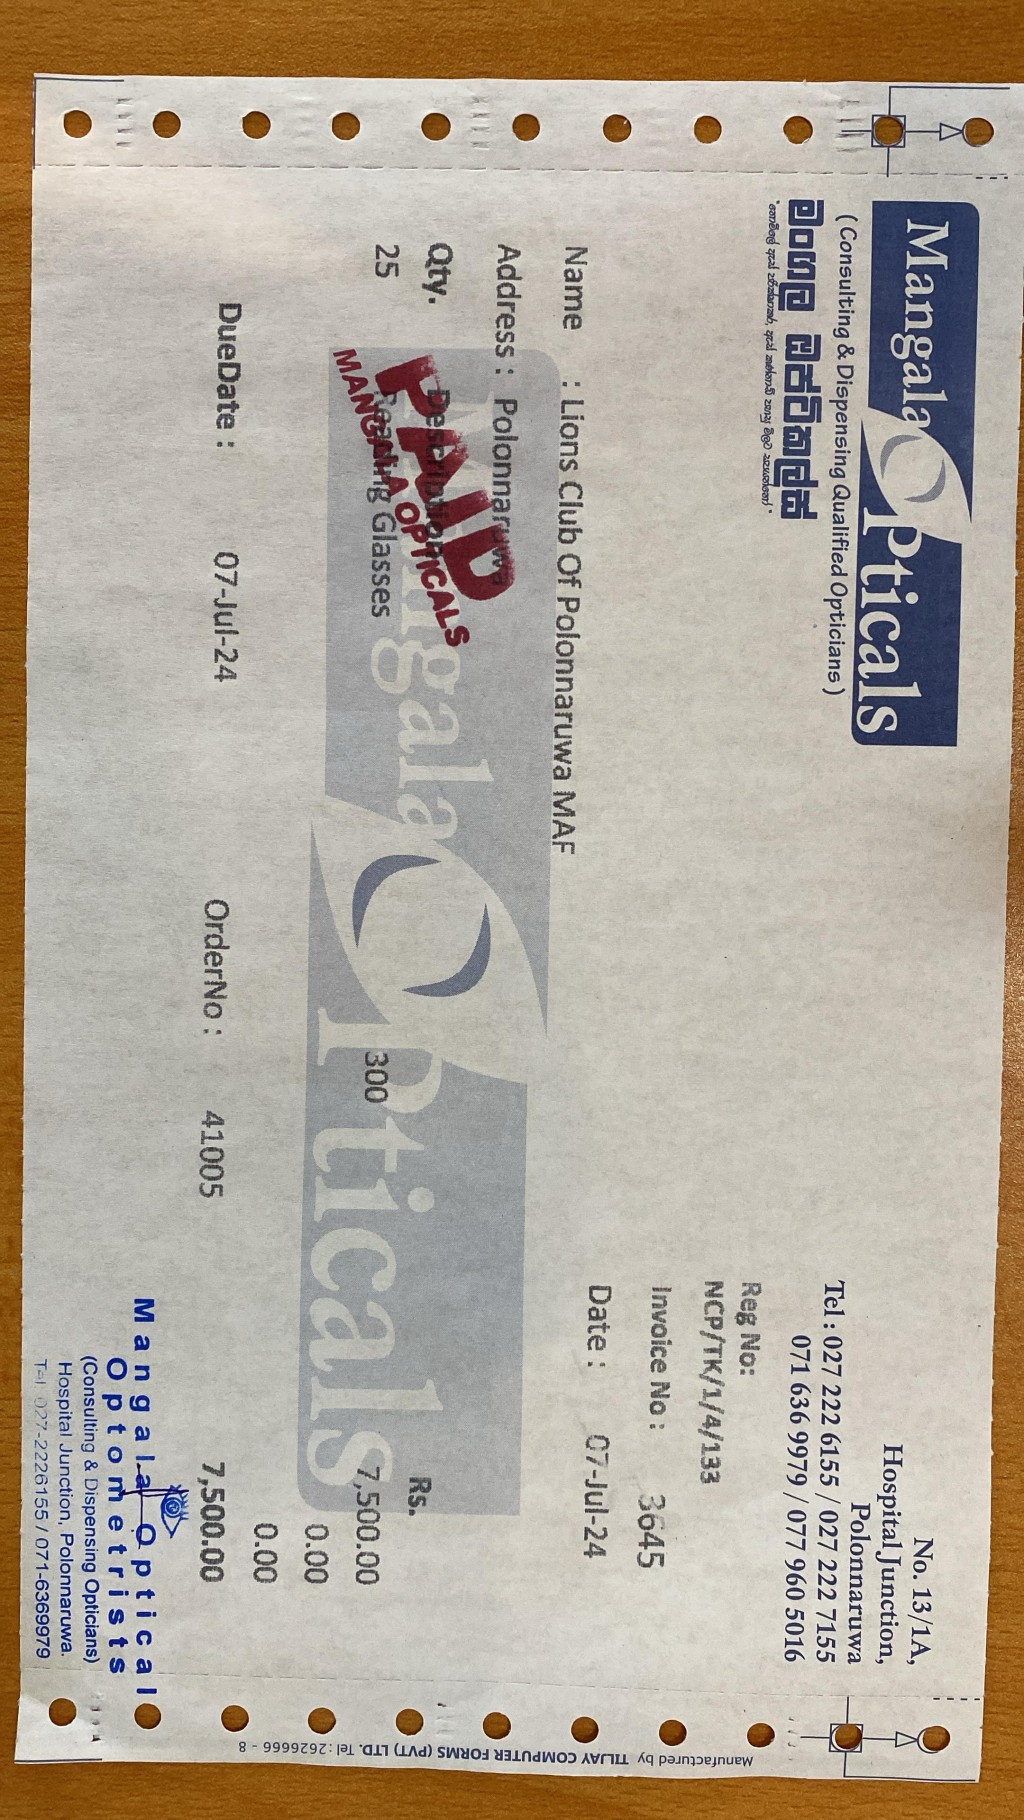 Mangala Opticals
(Consulting & Dispensing Qualified Opticians)
මංගල ඔප්ටිකල්ස්
No. 13/1A,
Hospital Junction,
Polonnaruwa
Tel : 027 222 6155 / 027 222 7155
071 636 9979 / 077 960 5016
Reg No:
NCP/TK/1/4/133
Invoice No : 3645
Name : Lions Club Of Polonnaruwa MAF
Date : 07-Jul-24
Address : Polonnaruwa
Qty. Description Rs.
25 Reading Glasses 300 7,500.00
PAID
MANGALA OPTICALS
Mangala Opticals
0.00
0.00
DueDate : 07-Jul-24 OrderNo : 41005 7,500.00
Mangala Optical
Optometrists
(Consulting & Dispensing Opticians)
Hospital Junction, Polonnaruwa.
Tel 027-2226155 / 071-6369979
Manufactured by TILJAY COMPUTER FORMS (PVT) LTD. Tel : 2626666 - 8